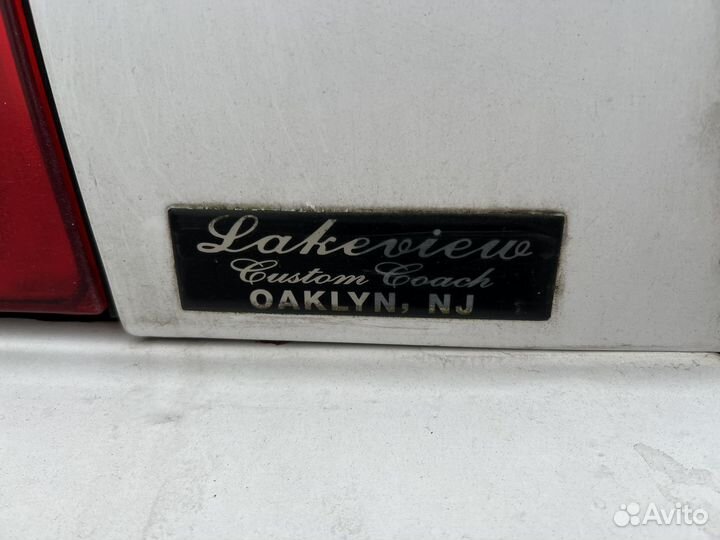 Lakeview
Custom Coach
OAKLYN, NJ
Avito